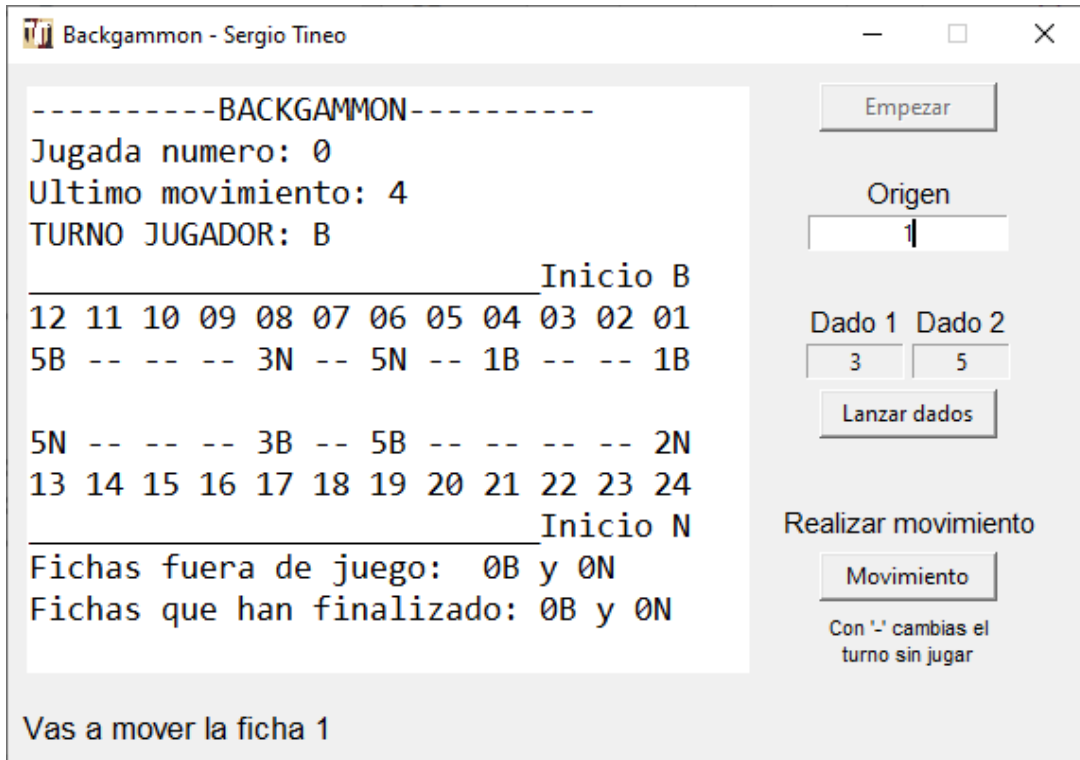 Backgammon - Sergio Tineo
----------BACKGAMMON----------
Jugada numero: 0
Ultimo movimiento: 4
TURNO JUGADOR: B
___________________________Inicio B
12 11 10 09 08 07 06 05 04 03 02 01
5B -- -- -- 3N -- 5N -- 1B -- -- 1B
5N -- -- -- 3B -- 5B -- -- -- -- 2N
13 14 15 16 17 18 19 20 21 22 23 24
___________________________Inicio N
Fichas fuera de juego:  0B y 0N
Fichas que han finalizado: 0B y 0N
Empezar
Origen
1
Dado 1 Dado 2
3 5
Lanzar dados
Realizar movimiento
Movimiento
Con '-' cambias el
turno sin jugar
Vas a mover la ficha 1